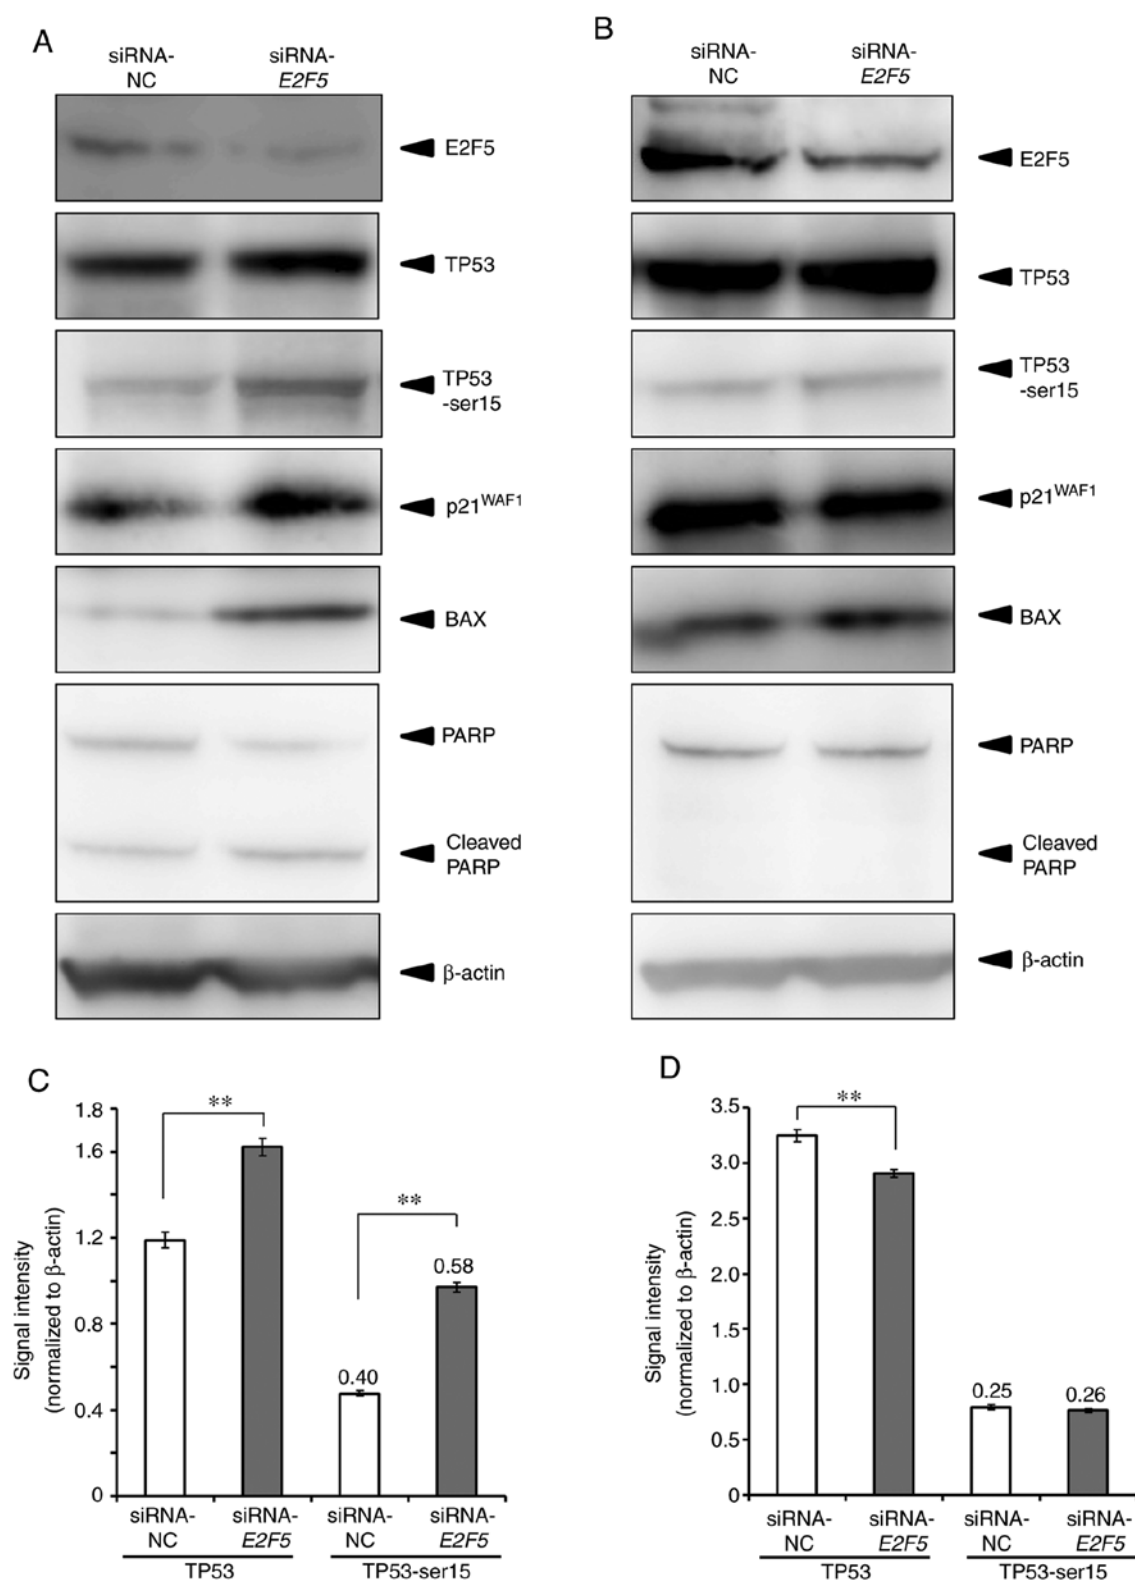 A
siRNA-
NC
siRNA-
E2F5
E2F5
TP53
TP53
-ser15
p21WAF1
BAX
PARP
Cleaved
PARP
β-actin
B
siRNA-
NC
siRNA-
E2F5
E2F5
TP53
TP53
-ser15
p21WAF1
BAX
PARP
Cleaved
PARP
β-actin
C
Signal intensity
(normalized to β-actin)
1.8
1.6
1.2
0.8
0.4
0
**
**
0.40
0.58
siRNA-
NC
siRNA-
E2F5
siRNA-
NC
siRNA-
E2F5
TP53
TP53-ser15
D
Signal intensity
(normalized to β-actin)
3.5
3.0
2.5
2.0
1.5
1.0
0.5
0
**
0.25
0.26
siRNA-
NC
siRNA-
E2F5
siRNA-
NC
siRNA-
E2F5
TP53
TP53-ser15